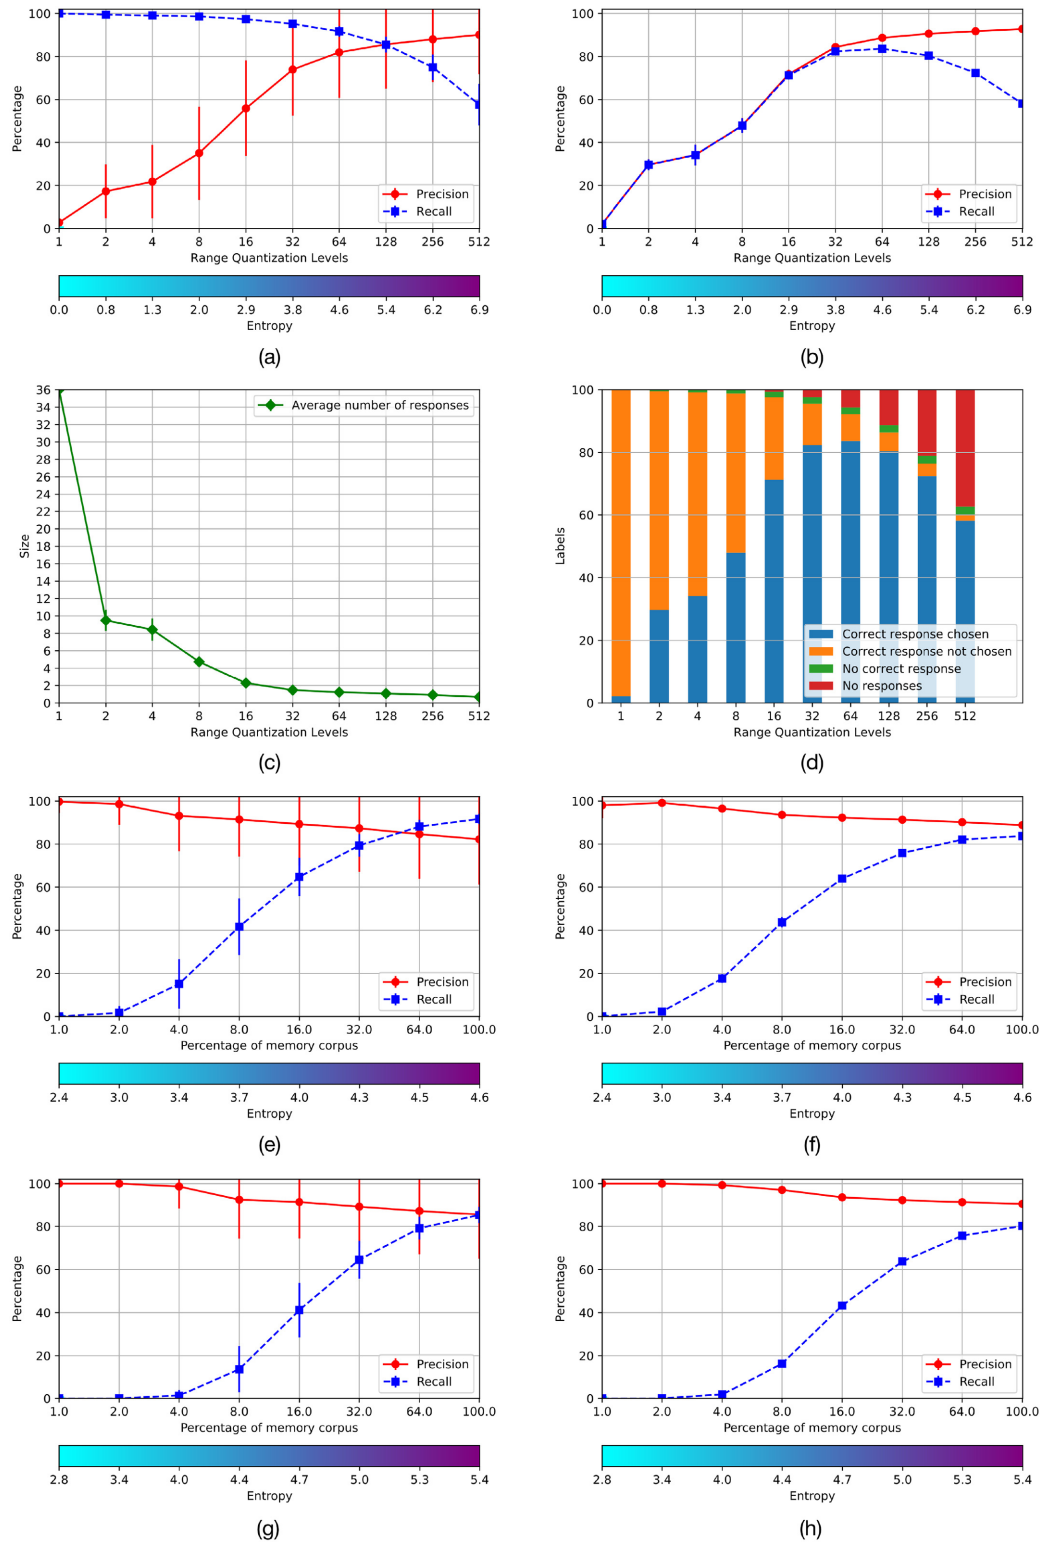 100
80
60
40
20
0
Percentage
Precision
Recall
1 2 4 8 16 32 64 128 256 512
Range Quantization Levels
0.0 0.8 1.3 2.0 2.9 3.8 4.6 5.4 6.2 6.9
Entropy
(a)
100
80
60
40
20
0
Percentage
Precision
Recall
1 2 4 8 16 32 64 128 256 512
Range Quantization Levels
0.0 0.8 1.3 2.0 2.9 3.8 4.6 5.4 6.2 6.9
Entropy
(b)
36
34
32
30
28
26
24
22
20
18
16
14
12
10
8
6
4
2
0
Size
Average number of responses
1 2 4 8 16 32 64 128 256 512
Range Quantization Levels
(c)
100
80
60
40
20
0
Labels
Correct response chosen
Correct response not chosen
No correct response
No responses
1 2 4 8 16 32 64 128 256 512
Range Quantization Levels
(d)
100
80
60
40
20
0
Percentage
Precision
Recall
1.0 2.0 4.0 8.0 16.0 32.0 64.0 100.0
Percentage of memory corpus
2.4 3.0 3.4 3.7 4.0 4.3 4.5 4.6
Entropy
(e)
100
80
60
40
20
0
Percentage
Precision
Recall
1.0 2.0 4.0 8.0 16.0 32.0 64.0 100.0
Percentage of memory corpus
2.4 3.0 3.4 3.7 4.0 4.3 4.5 4.6
Entropy
(f)
100
80
60
40
20
0
Percentage
Precision
Recall
1.0 2.0 4.0 8.0 16.0 32.0 64.0 100.0
Percentage of memory corpus
2.8 3.4 4.0 4.4 4.7 5.0 5.3 5.4
Entropy
(g)
100
80
60
40
20
0
Percentage
Precision
Recall
1.0 2.0 4.0 8.0 16.0 32.0 64.0 100.0
Percentage of memory corpus
2.8 3.4 4.0 4.4 4.7 5.0 5.3 5.4
Entropy
(h)